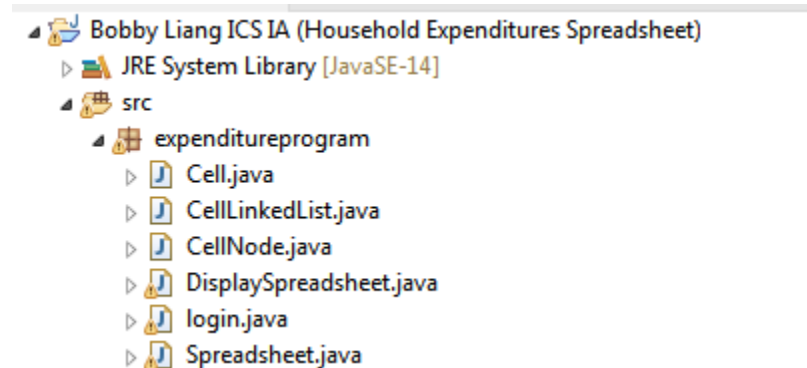 Bobby Liang ICS IA (Household Expenditures Spreadsheet)
JRE System Library [JavaSE-14]
src
expenditureprogram
Cell.java
CellLinkedList.java
CellNode.java
DisplaySpreadsheet.java
login.java
Spreadsheet.java